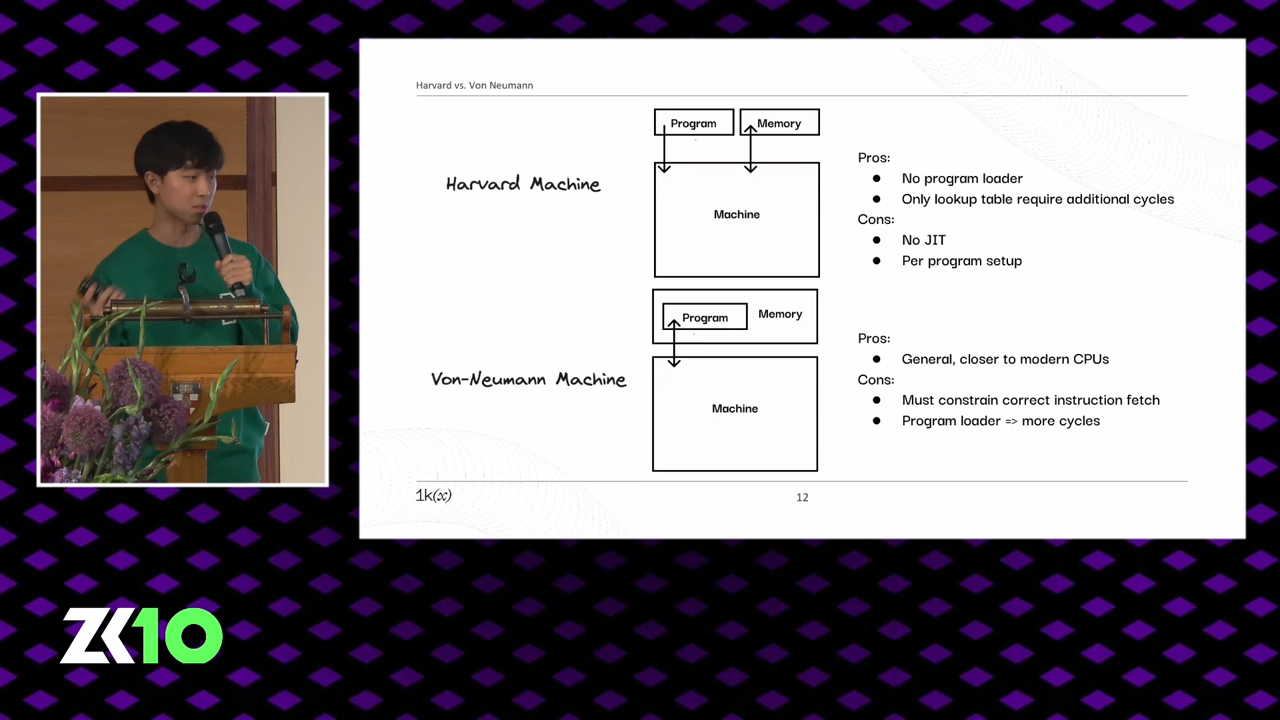 Harvard vs. Von Neumann
Program
Memory
Harvard Machine
Machine
Pros:
● No program loader
● Only lookup table require additional cycles
Cons:
● No JIT
● Per program setup
Program
Memory
Von-Neumann Machine
Machine
Pros:
● General, closer to modern CPUs
Cons:
● Must constrain correct instruction fetch
● Program loader => more cycles
1k(x)
12
ZK10